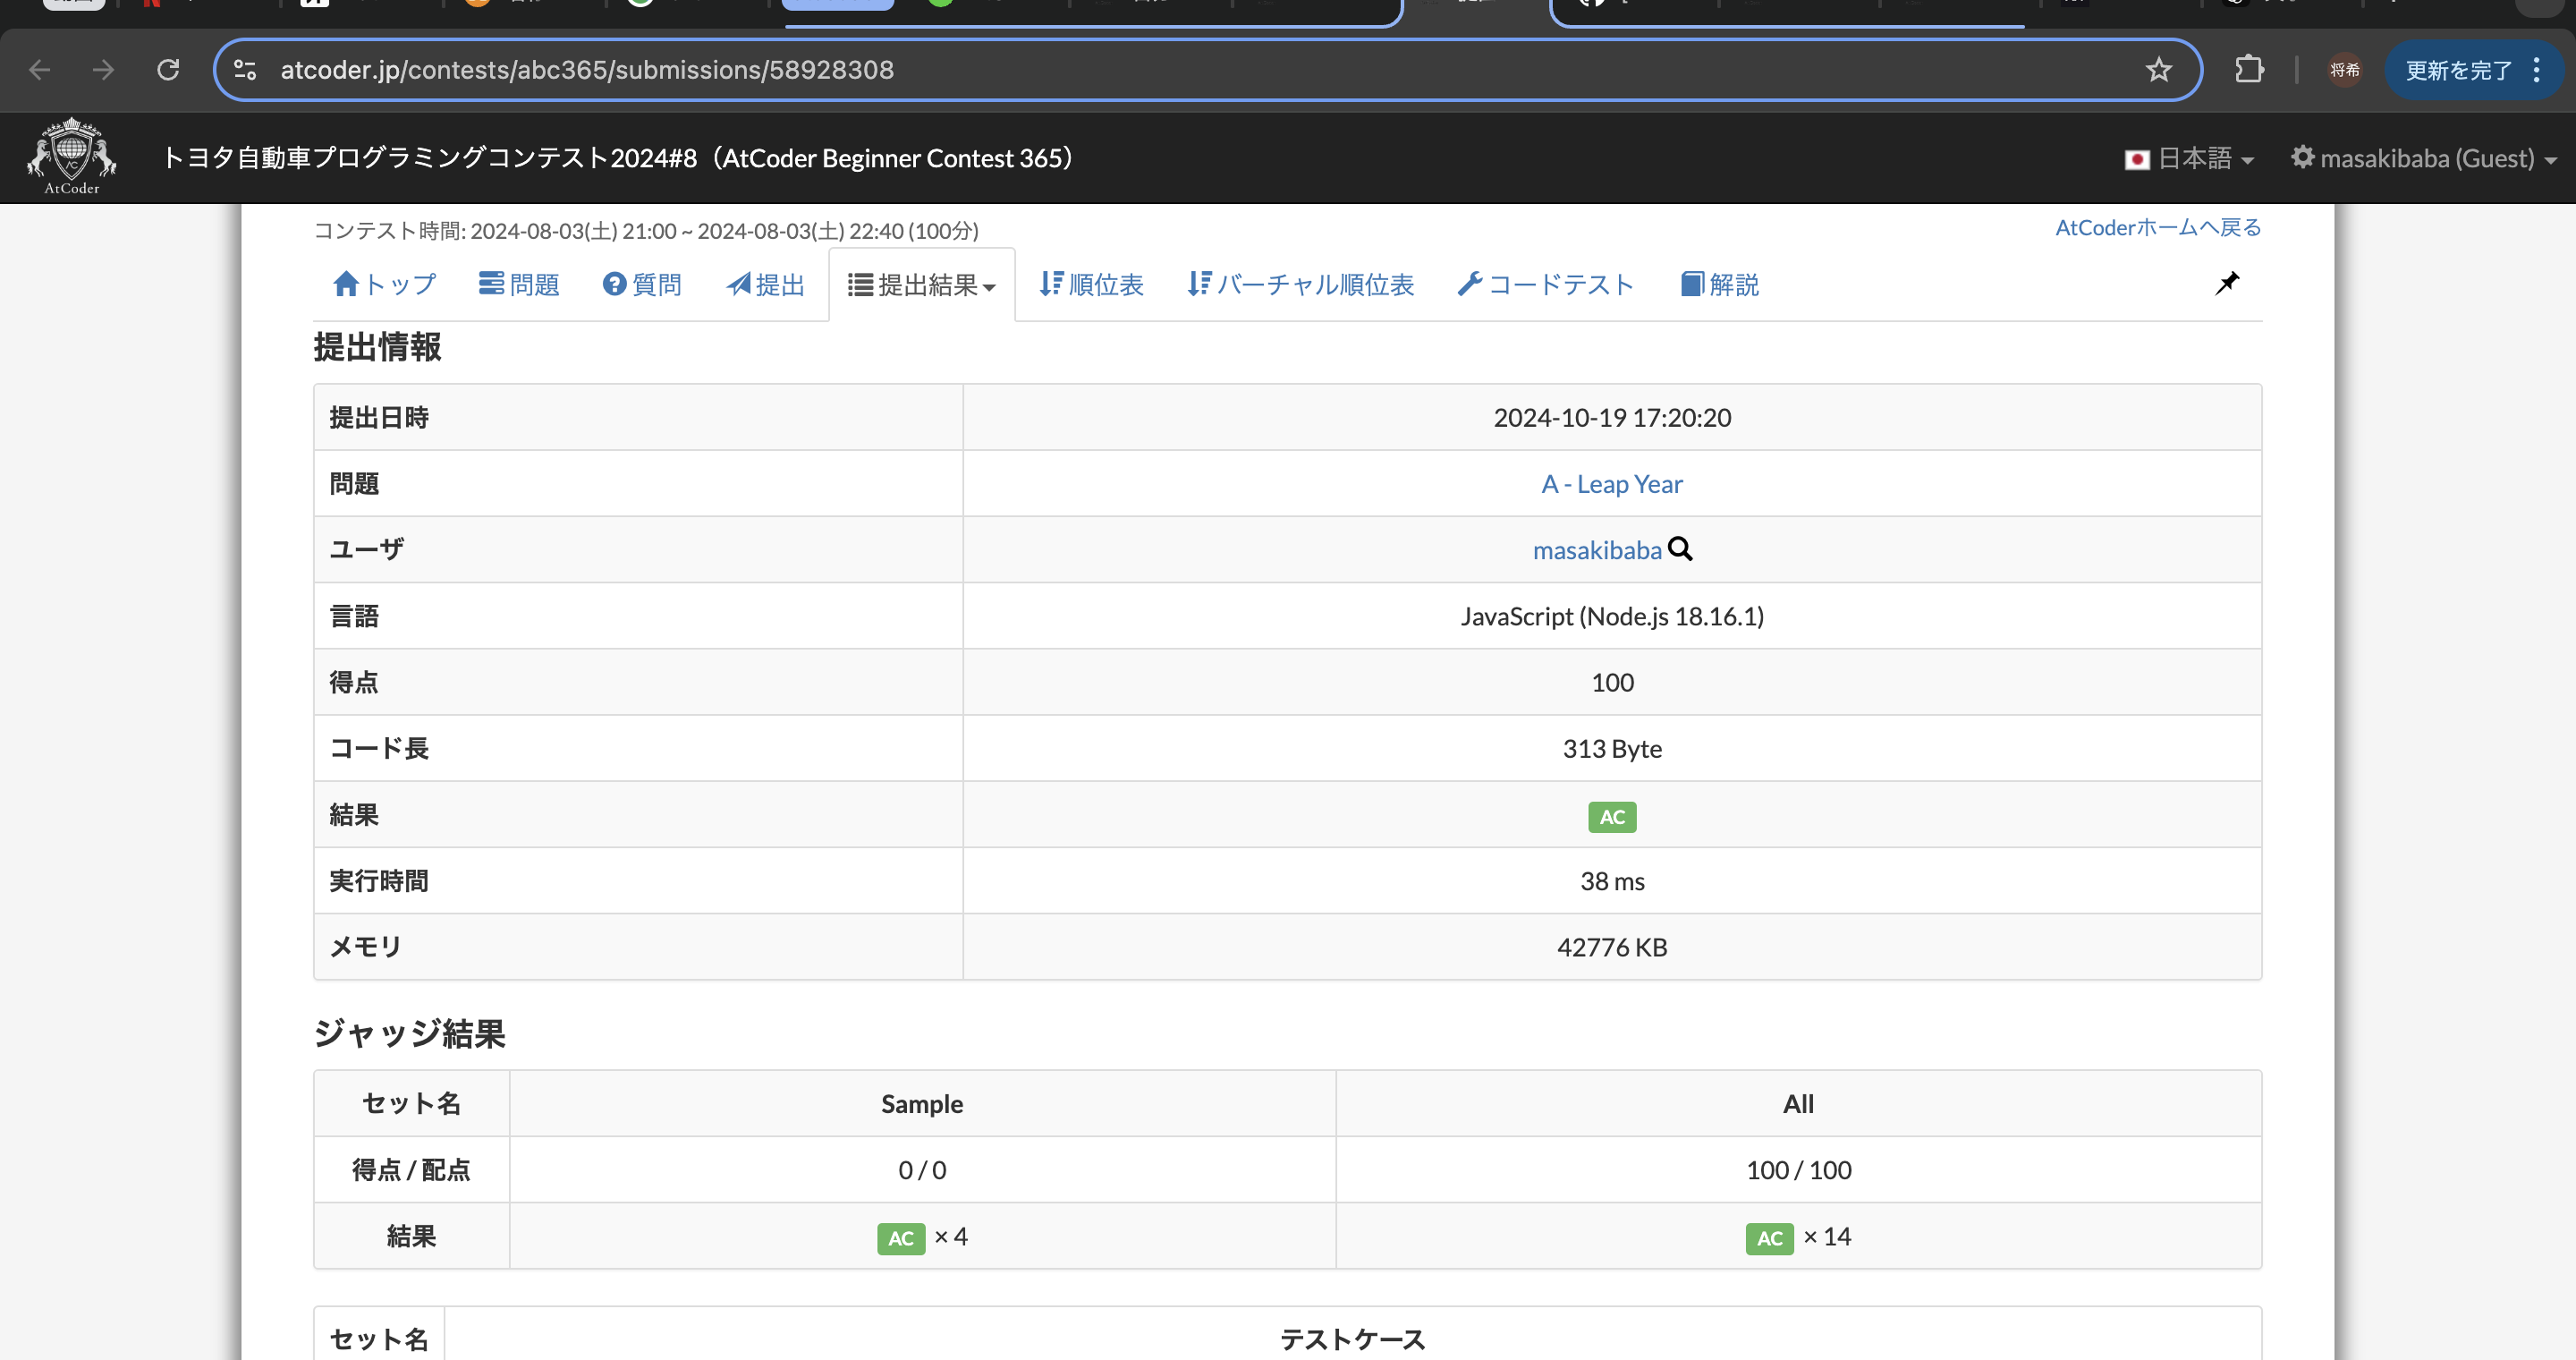 atcoder.jp/contests/abc365/submissions/58928308
将希
更新を完了
AtCoder
トヨタ自動車プログラミングコンテスト2024#8（AtCoder Beginner Contest 365）
日本語
masakibaba (Guest)
コンテスト時間: 2024-08-03(土) 21:00 ~ 2024-08-03(土) 22:40 (100分)
AtCoderホームへ戻る
トップ 問題 質問 提出 提出結果 順位表 バーチャル順位表 コードテスト 解説
提出情報
提出日時 2024-10-19 17:20:20
問題 A - Leap Year
ユーザ masakibaba
言語 JavaScript (Node.js 18.16.1)
得点 100
コード長 313 Byte
結果 AC
実行時間 38 ms
メモリ 42776 KB
ジャッジ結果
セット名 Sample All
得点 / 配点 0 / 0 100 / 100
結果 AC × 4 AC × 14
セット名 テストケース